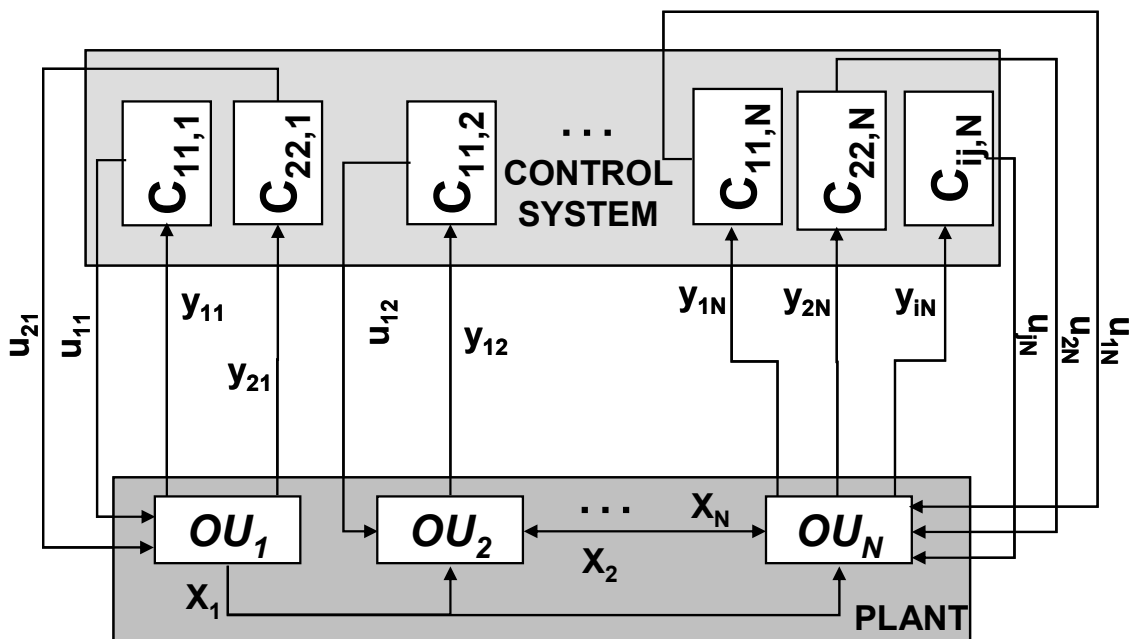 C11,1
C22,1
C11,2
. . .
CONTROL
SYSTEM
C11,N
C22,N
Cij,N
u21
u11
y11
y21
u12
y12
y1N
y2N
yiN
ujN
u2N
u1N
OU1
OU2
. . .
XN
X2
OUN
X1
PLANT